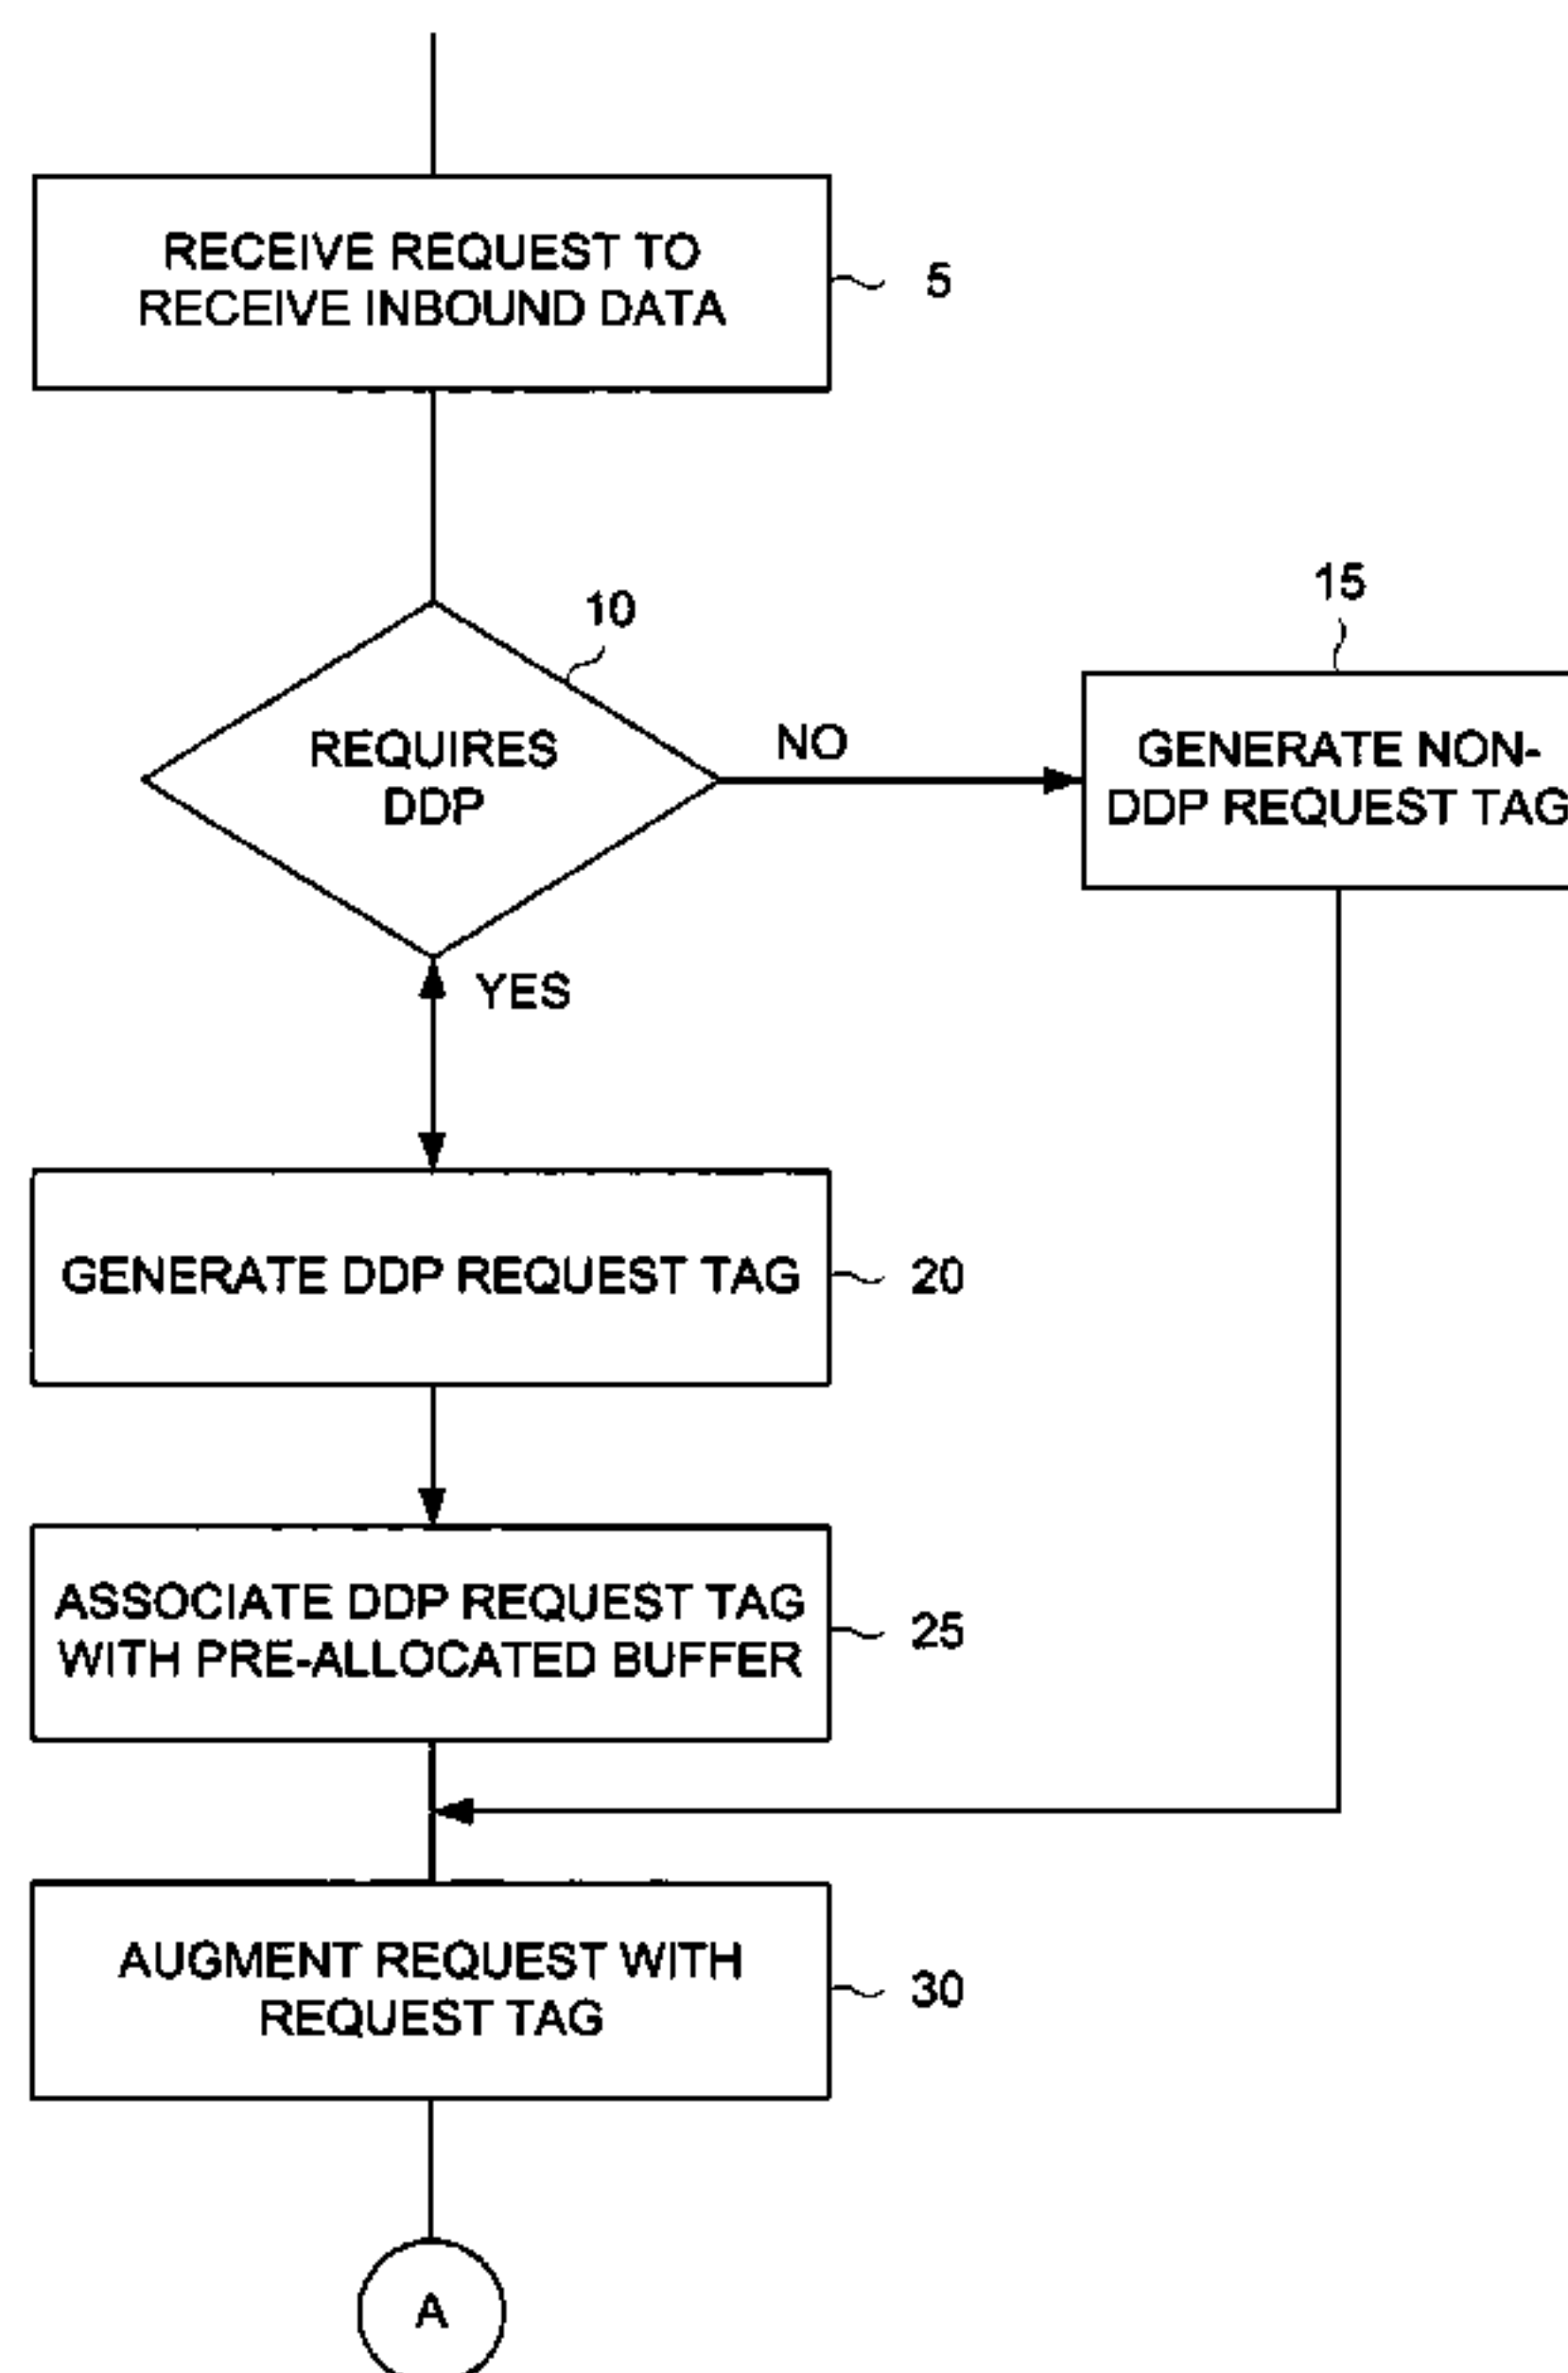 RECEIVE REQUEST TO
RECEIVE INBOUND DATA
5
10
REQUIRES
DDP
NO
15
GENERATE NON-
DDP REQUEST TAG
YES
GENERATE DDP REQUEST TAG
20
ASSOCIATE DDP REQUEST TAG
WITH PRE-ALLOCATED BUFFER
25
AUGMENT REQUEST WITH
REQUEST TAG
30
A